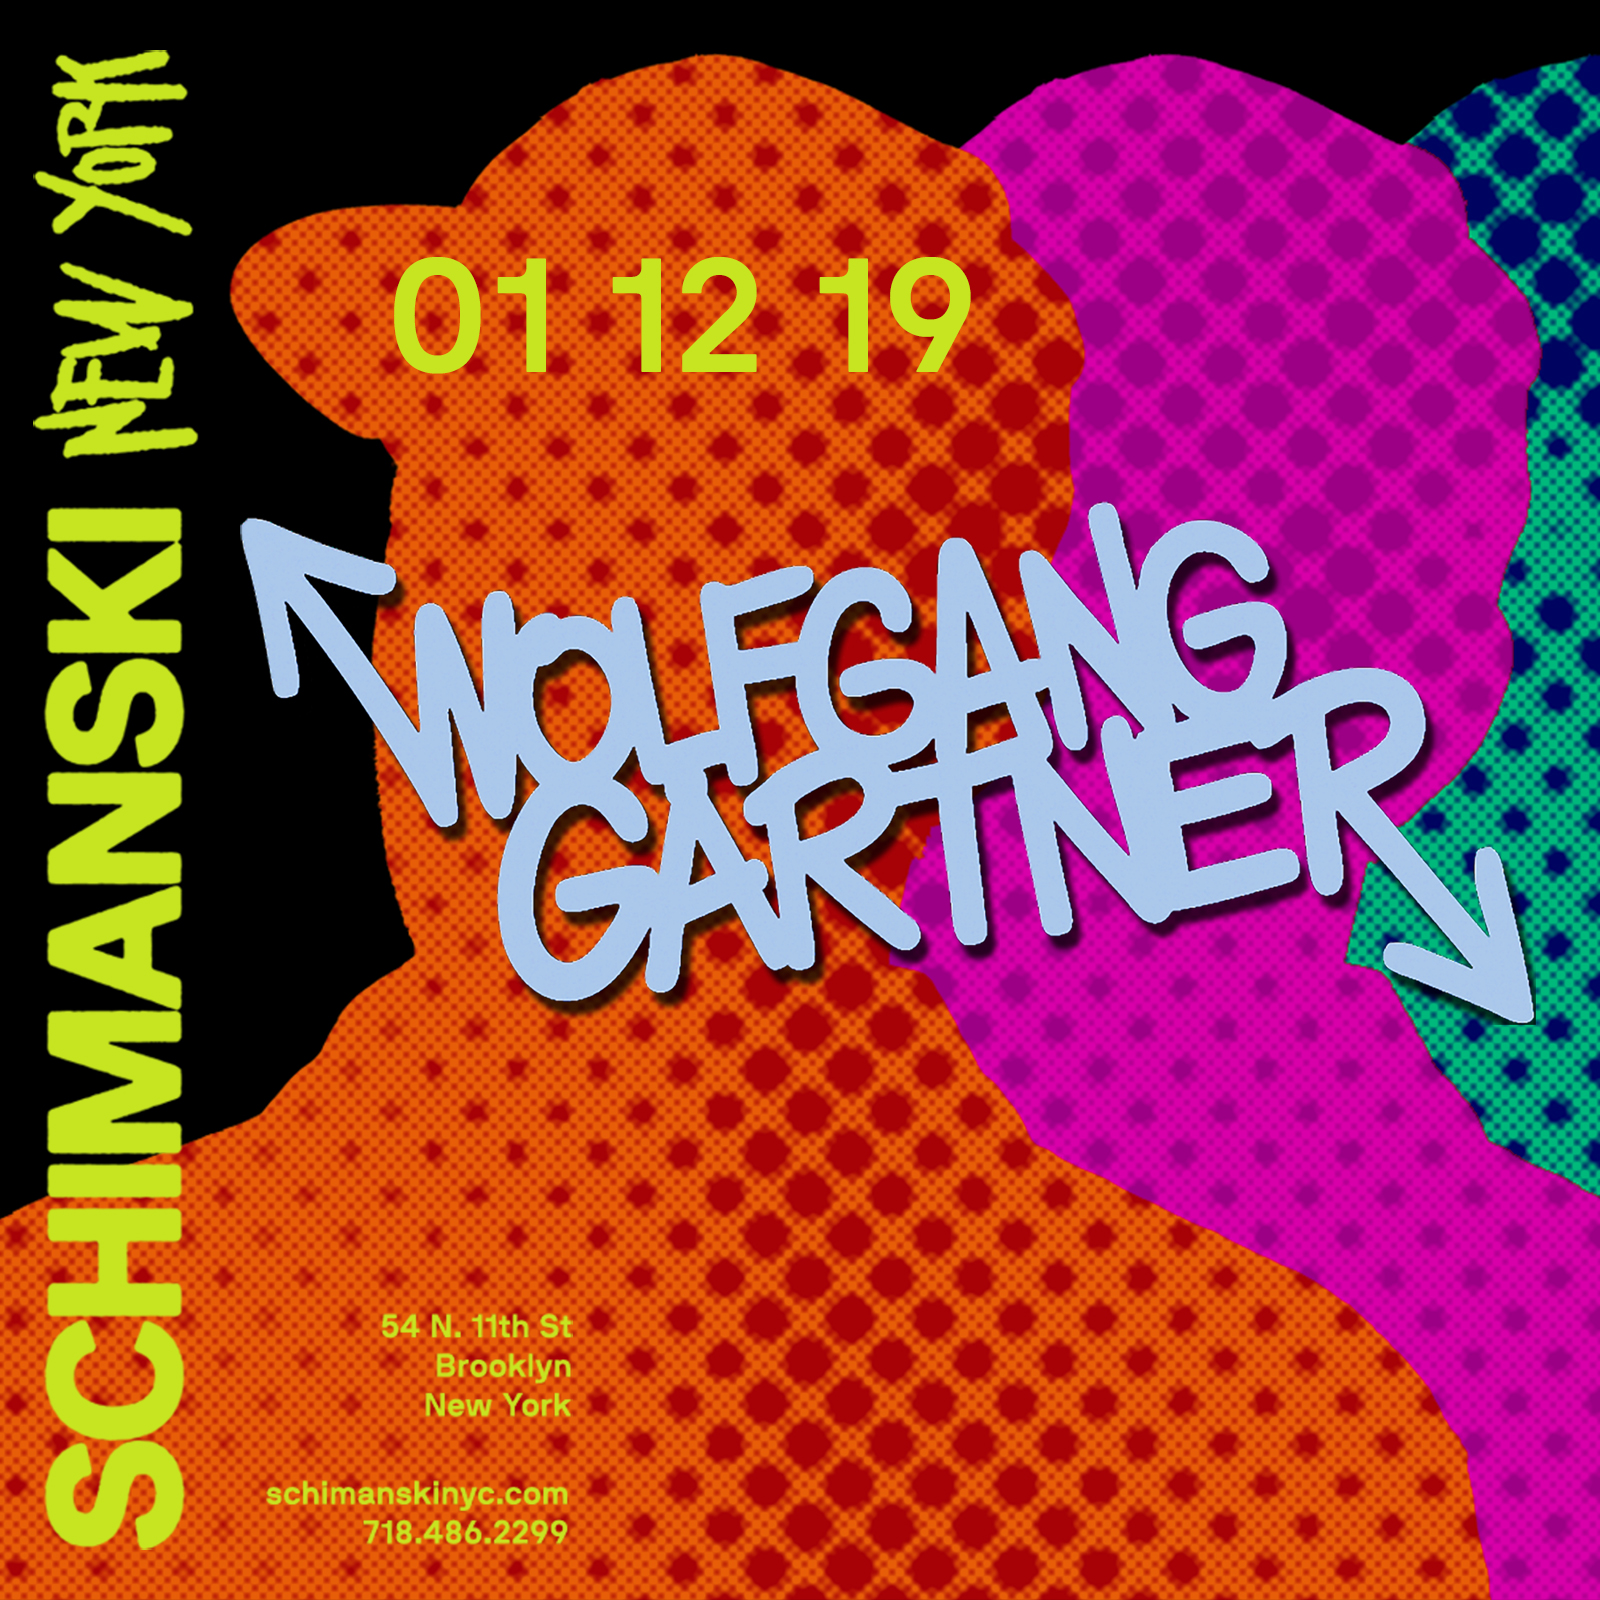 SCHIMANSKI NEW YORK
01 12 19
WOLFGANG
GARTNER
54 N. 11th St
Brooklyn
New York
schimanskinyc.com
718.486.2299